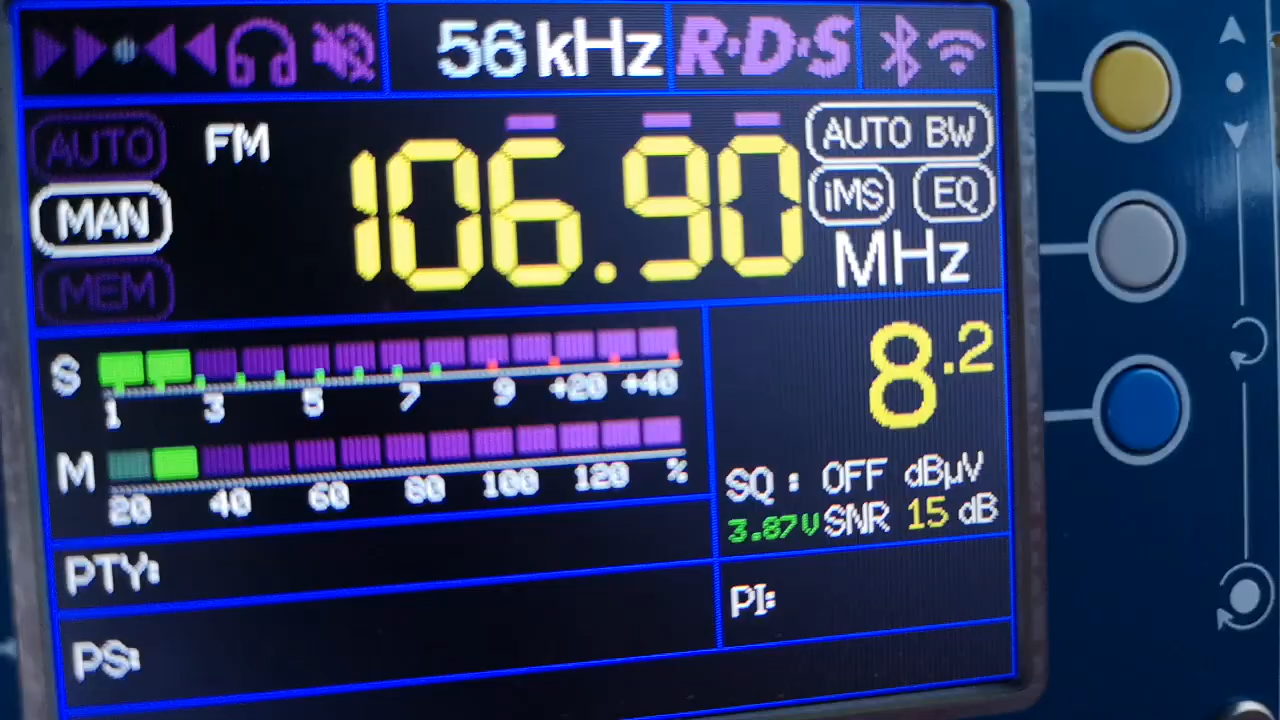 56 kHz R·D·S
AUTO FM 106.90 AUTO BW
MAN iMS EQ
MEM MHz
S 8.2
1 3 5 7 9 +20 +40
M
20 40 60 80 100 120 %
SQ: OFF dBµV
3.87V SNR 15 dB
PTY:
PI:
PS: